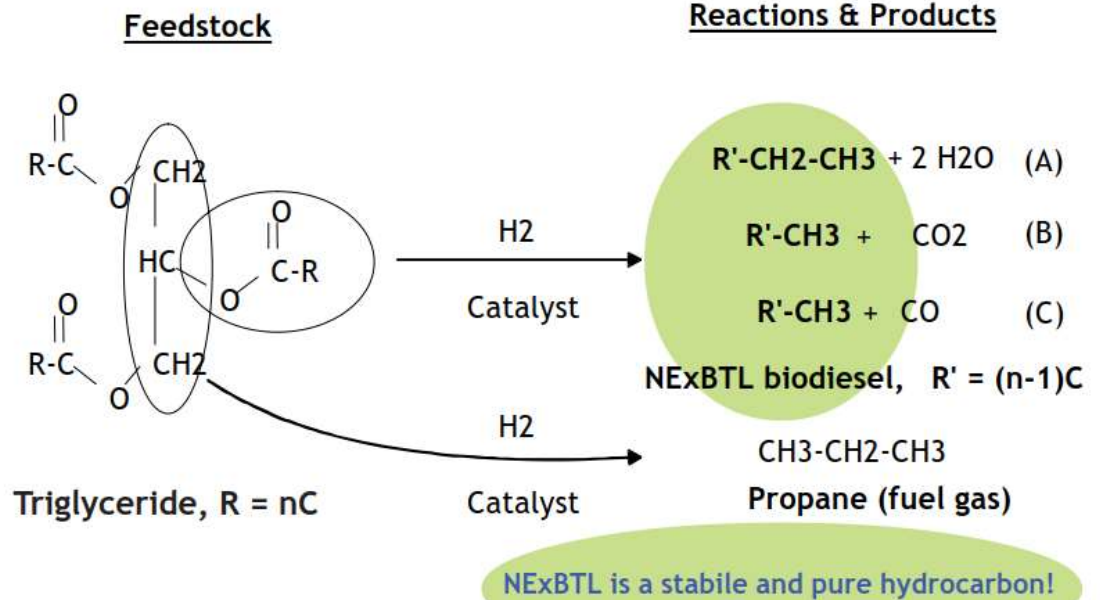 Feedstock
Reactions & Products
O
R-C
O
CH2
HC
O
C-R
O
O
R-C
O
CH2
H2
Catalyst
R'-CH2-CH3 + 2 H2O (A)
R'-CH3 + CO2 (B)
R'-CH3 + CO (C)
NExBTL biodiesel, R' = (n-1)C
H2
Catalyst
CH3-CH2-CH3
Propane (fuel gas)
Triglyceride, R = nC
NExBTL is a stabile and pure hydrocarbon!